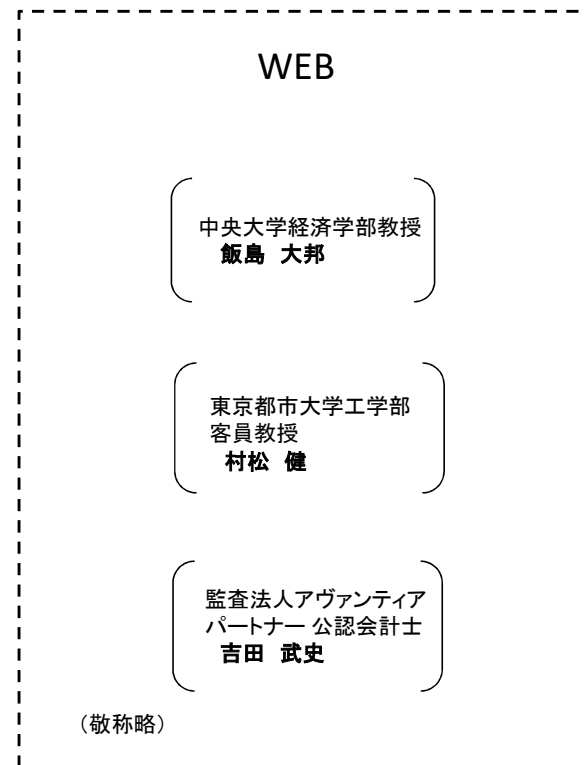 WEB
中央大学経済学部教授
飯島 大邦
東京都市大学工学部
客員教授
村松 健
監査法人アヴァンティア
パートナー 公認会計士
吉田 武史
（敬称略）